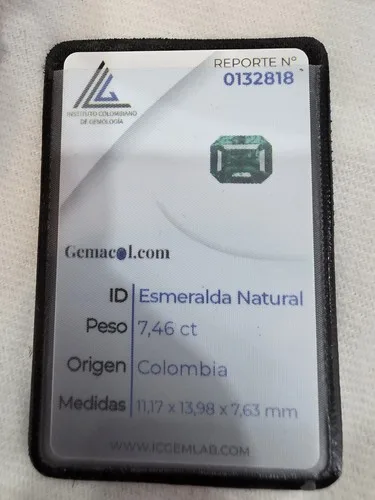 REPORTE N°
0132818
INSTITUTO COLOMBIANO
DE GEMOLOGÍA
Gemacol.com
ID Esmeralda Natural
Peso 7,46 ct
Origen Colombia
Medidas 11,17 x 13,98 x 7,63 mm
WWW.ICGEMLAB.COM